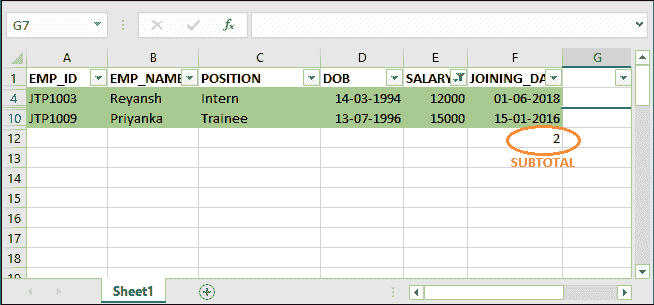 G7
fx
A B C D E F G
1 EMP_ID EMP_NAME POSITION DOB SALARY JOINING_DA
4 JTP1003 Reyansh Intern 14-03-1994 12000 01-06-2018
10 JTP1009 Priyanka Trainee 13-07-1996 15000 15-01-2016
12 2
13 SUBTOTAL
14
15
16
17
18
Sheet1